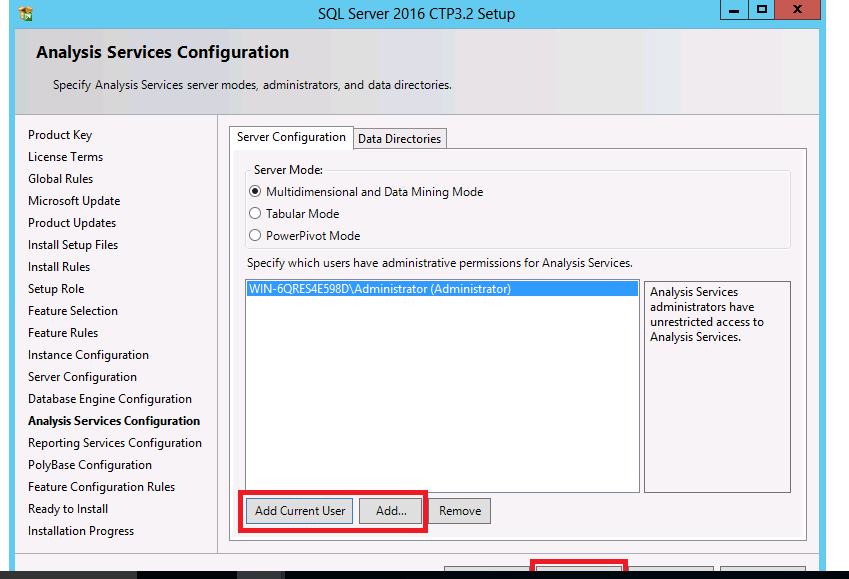 SQL Server 2016 CTP3.2 Setup
X
Analysis Services Configuration
Specify Analysis Services server modes, administrators, and data directories.
Product Key
License Terms
Global Rules
Microsoft Update
Product Updates
Install Setup Files
Install Rules
Setup Role
Feature Selection
Feature Rules
Instance Configuration
Server Configuration
Database Engine Configuration
Analysis Services Configuration
Reporting Services Configuration
PolyBase Configuration
Feature Configuration Rules
Ready to Install
Installation Progress
Server Configuration
Data Directories
Server Mode:
Multidimensional and Data Mining Mode
Tabular Mode
PowerPivot Mode
Specify which users have administrative permissions for Analysis Services.
WIN-6QRES4E598D\Administrator (Administrator)
Analysis Services
administrators have
unrestricted access to
Analysis Services.
Add Current User
Add...
Remove